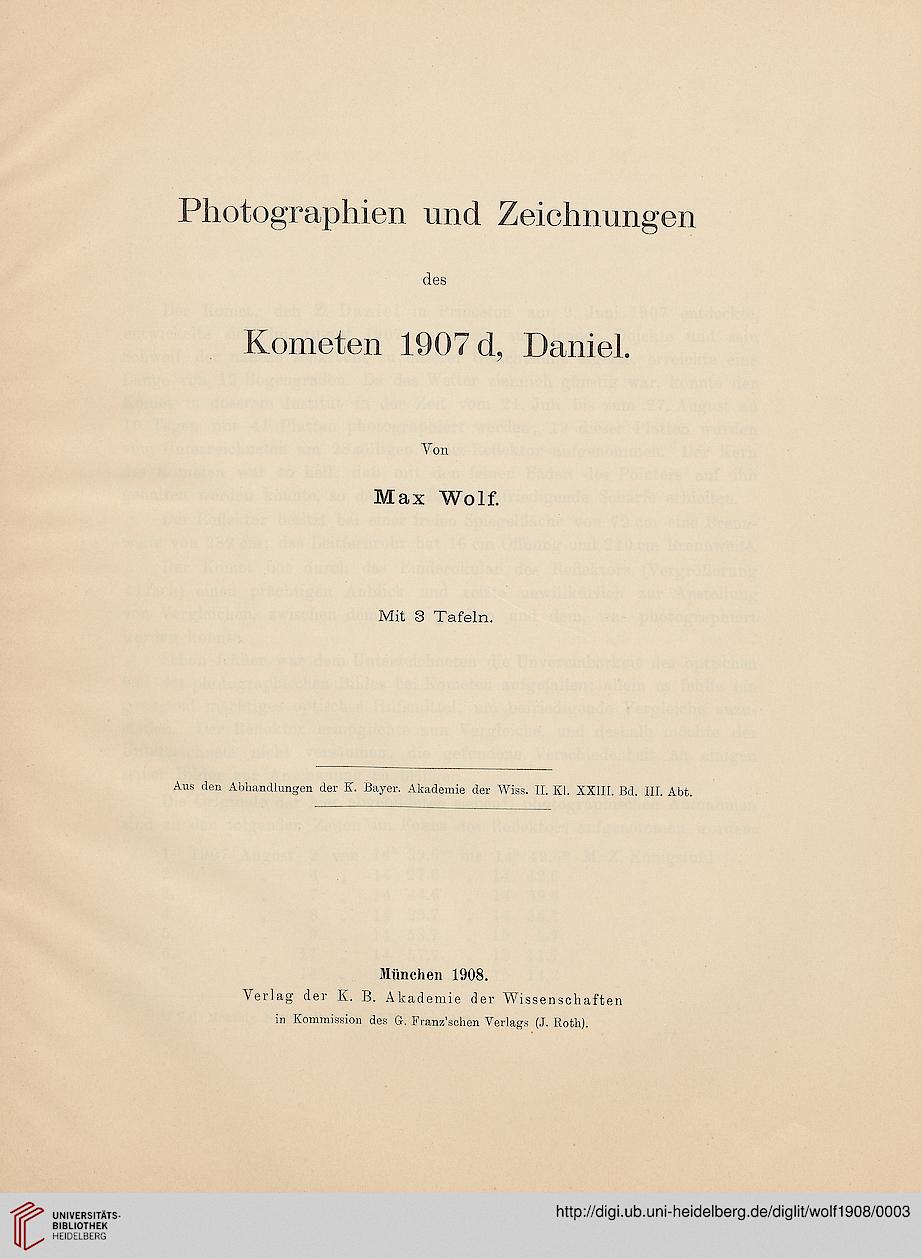 Photographien und Zeichnungen
des
Kometen 1907 d, Daniel.
Von
Max Wolf.
Mit 3 Tafeln.
Aus den Abhandlungen der K. Bayer. Akademie der Wiss. II. Kl. XXIII. Bd. III. Abt.
München 1908.
Verlag der K. B. Akademie der Wissenschaften
in Kommission des G. Franz'schen Verlags (J. Roth).
UNIVERSITÄTS-
BIBLIOTHEK
HEIDELBERG
http://digi.ub.uni-heidelberg.de/diglit/wolf1908/0003